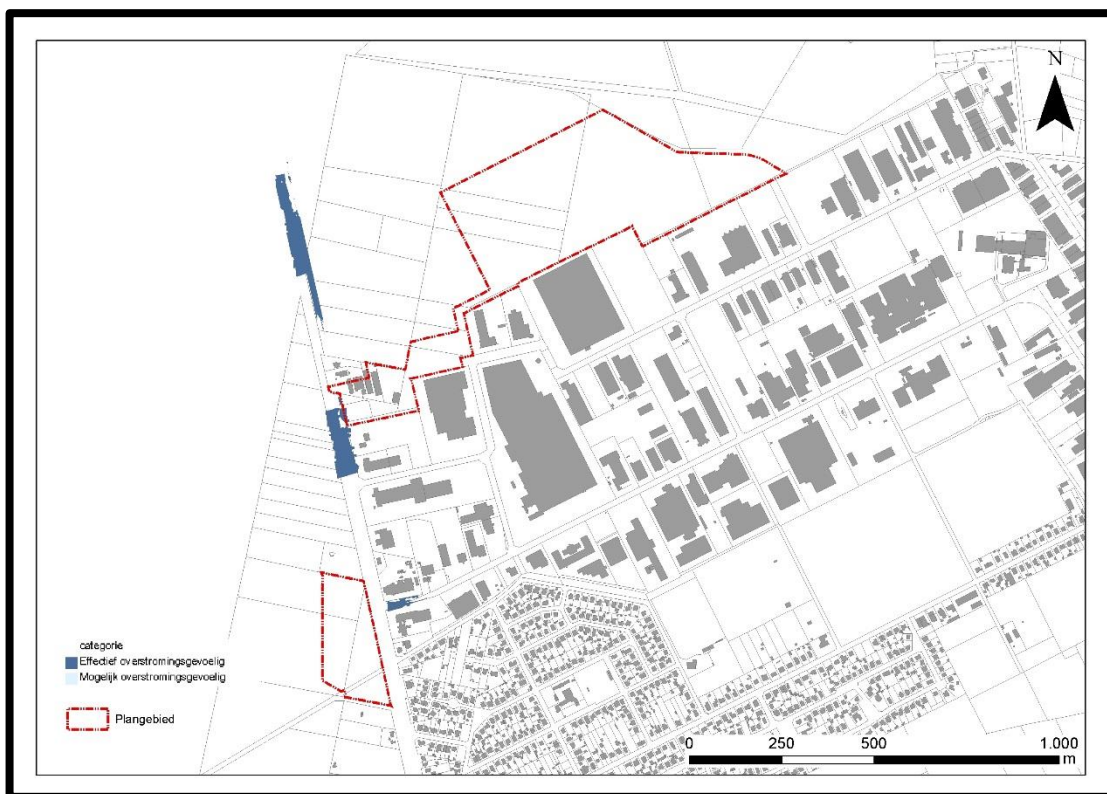 N
categorie
Effectief overstromingsgevoelig
Mogelijk overstromingsgevoelig
Plangebied
0 250 500 1.000
m